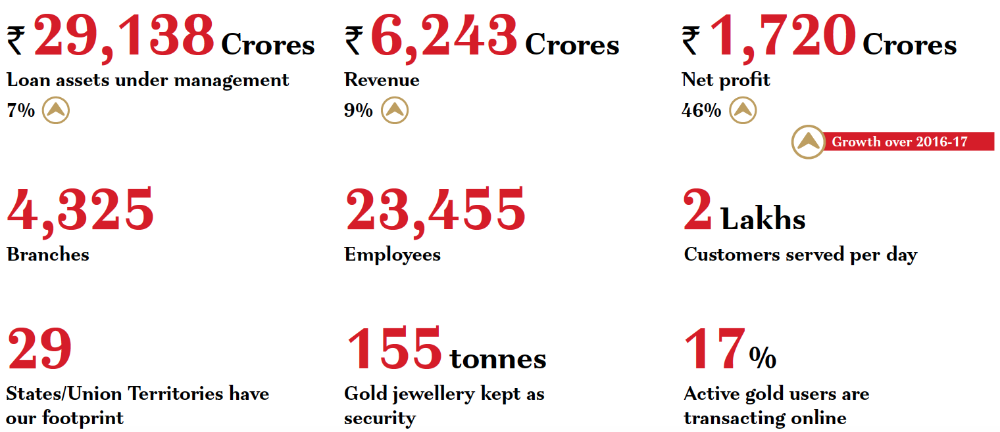 ₹ 29,138 Crores
Loan assets under management
7%
₹ 6,243 Crores
Revenue
9%
₹ 1,720 Crores
Net profit
46%
Growth over 2016-17
4,325
Branches
23,455
Employees
2 Lakhs
Customers served per day
29
States/Union Territories have
our footprint
155 tonnes
Gold jewellery kept as
security
17%
Active gold users are
transacting online